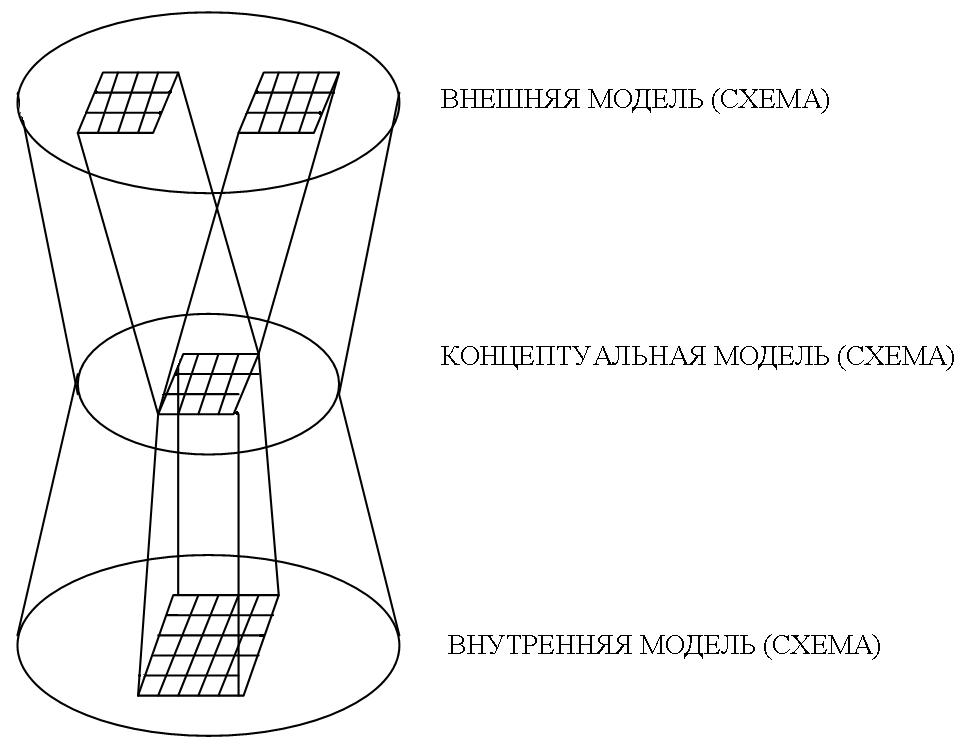 ВНЕШНЯЯ МОДЕЛЬ (СХЕМА)
КОНЦЕПТУАЛЬНАЯ МОДЕЛЬ (СХЕМА)
ВНУТРЕННЯЯ МОДЕЛЬ (СХЕМА)